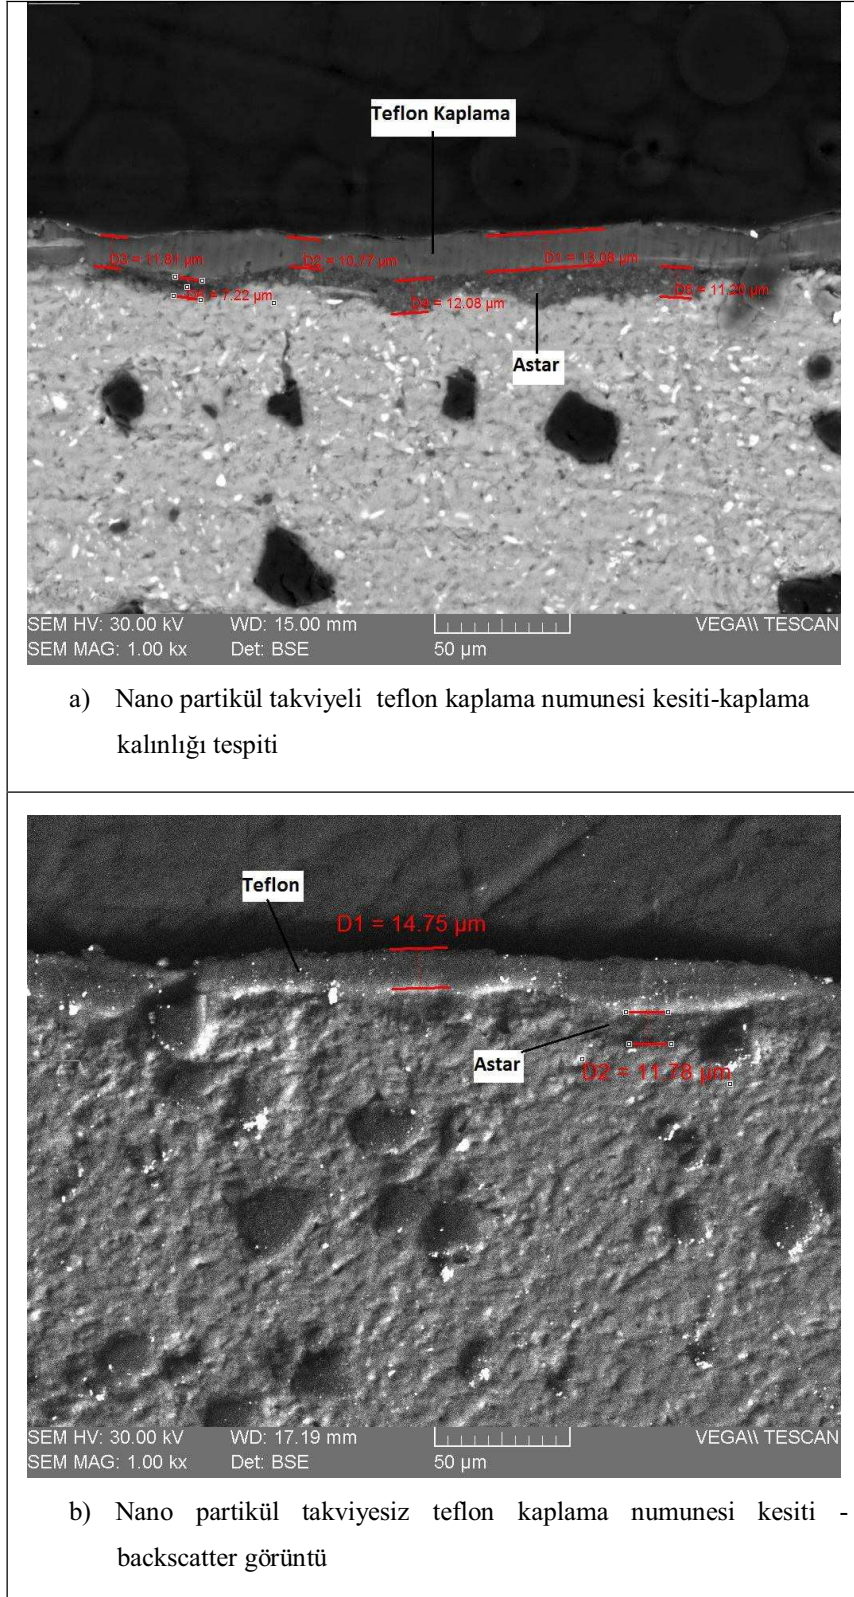 Teflon Kaplama
D3 = 11.81 µm
D2 = 10.77 µm
D1 = 13.08 µm
= 7.22 µm
D4 = 12.08 µm
= 11.20 µm
Astar
SEM HV: 30.00 kV WD: 15.00 mm VEGA\\ TESCAN
SEM MAG: 1.00 kx Det: BSE 50 µm
a) Nano partikül takviyeli teflon kaplama numunesi kesiti-kaplama
kalınlığı tespiti
Teflon
D1 = 14.75 µm
Astar
D2 = 11.78 µm
SEM HV: 30.00 kV WD: 17.19 mm VEGA\\ TESCAN
SEM MAG: 1.00 kx Det: BSE 50 µm
b) Nano partikül takviyesiz teflon kaplama numunesi kesiti -
backscatter görüntü